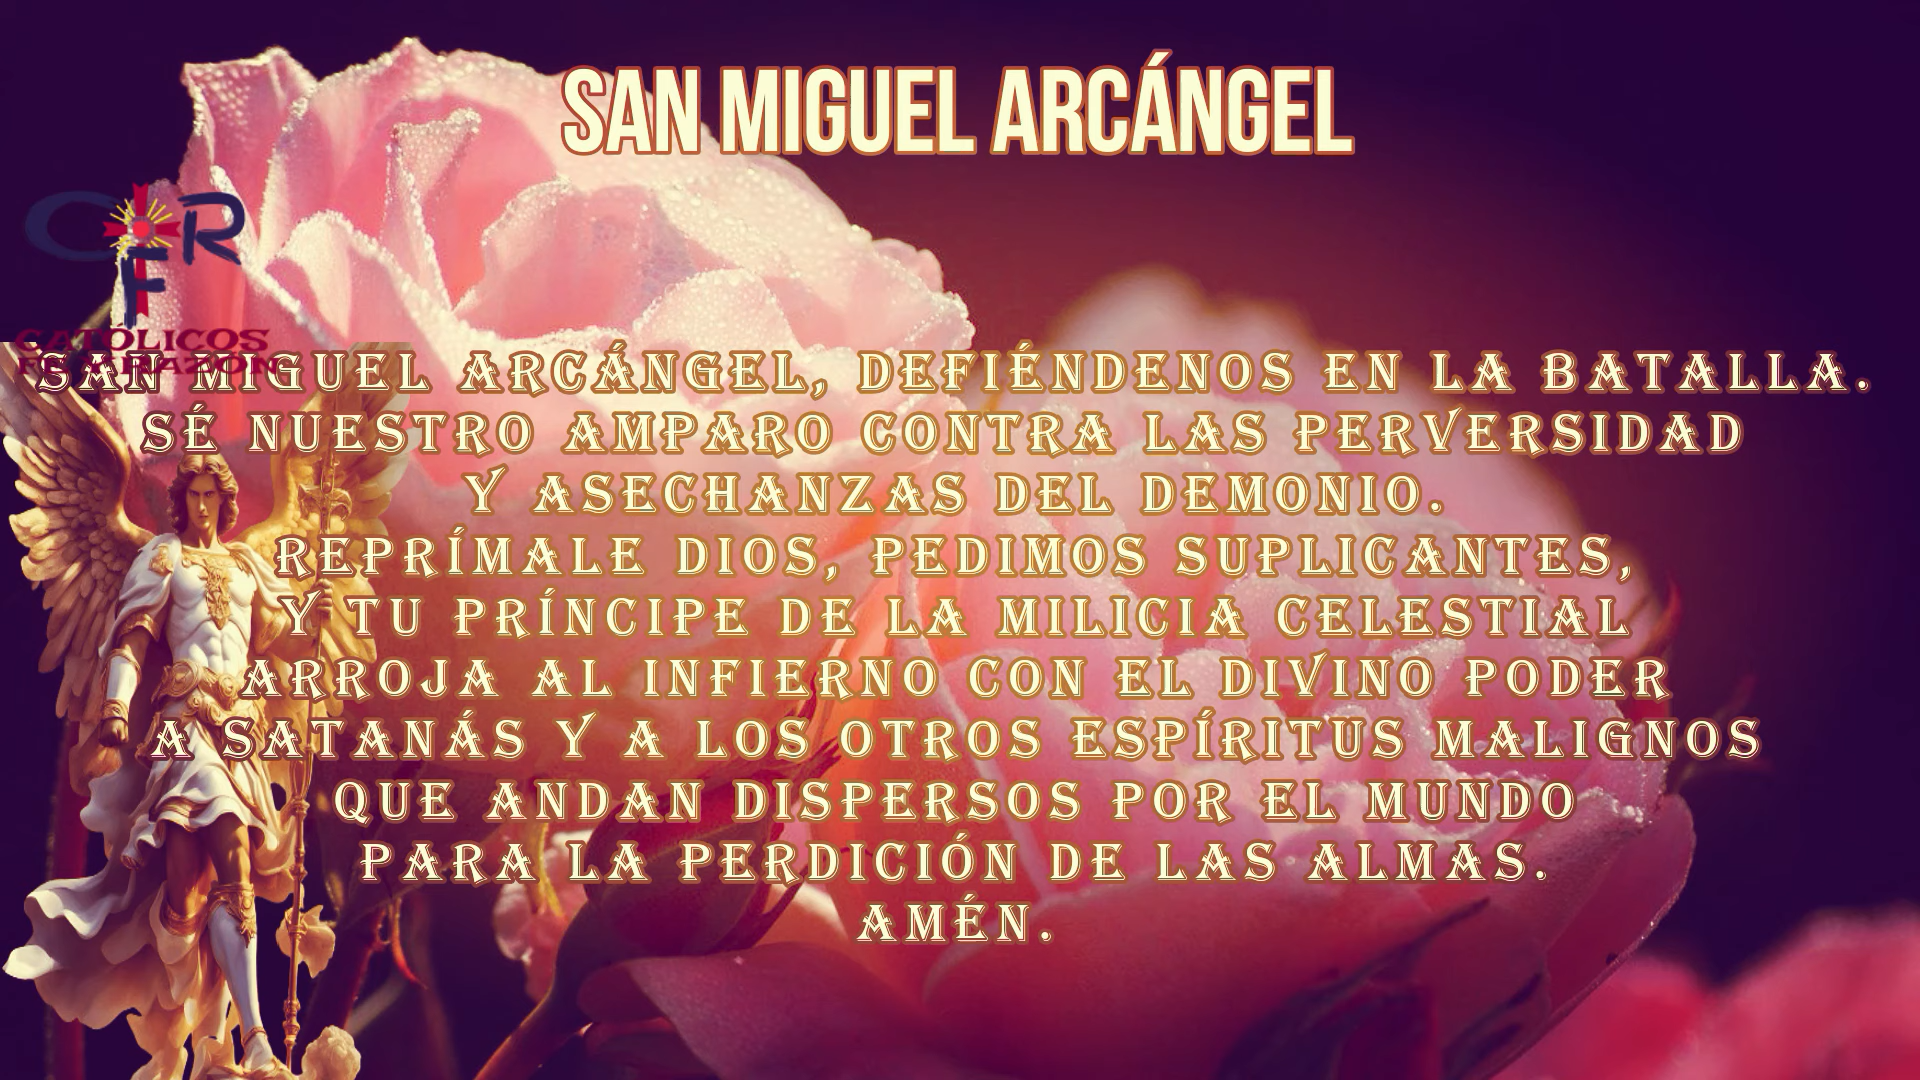 SAN MIGUEL ARCÁNGEL
CFR
CATÓLICOS
FE Y RAZÓN
SAN MIGUEL ARCÁNGEL, DEFIÉNDENOS EN LA BATALLA.
SÉ NUESTRO AMPARO CONTRA LAS PERVERSIDAD
Y ASECHANZAS DEL DEMONIO.
REPRÍMALE DIOS, PEDIMOS SUPLICANTES,
Y TU PRÍNCIPE DE LA MILICIA CELESTIAL
ARROJA AL INFIERNO CON EL DIVINO PODER
A SATANÁS Y A LOS OTROS ESPÍRITUS MALIGNOS
QUE ANDAN DISPERSOS POR EL MUNDO
PARA LA PERDICIÓN DE LAS ALMAS.
AMÉN.